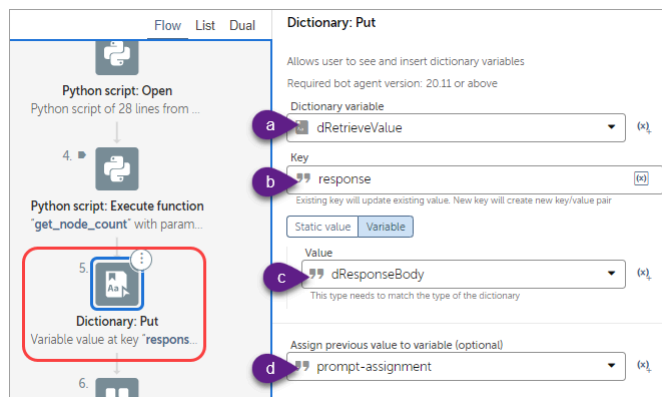 Flow List Dual
Python script: Open
Python script of 28 lines from ...
4.
Python script: Execute function
"get_node_count" with param...
5.
Aa
Dictionary: Put
Variable value at key "respons...
6.
Dictionary: Put
Allows user to see and insert dictionary variables
Required bot agent version: 20.11 or above
Dictionary variable
a dRetrieveValue (x)+
Key
b " response (x)
Existing key will update existing value. New key will create new key/value pair
Static value Variable
Value
c " dResponseBody (x)+
This type needs to match the type of the dictionary
Assign previous value to variable (optional)
d " prompt-assignment (x)+